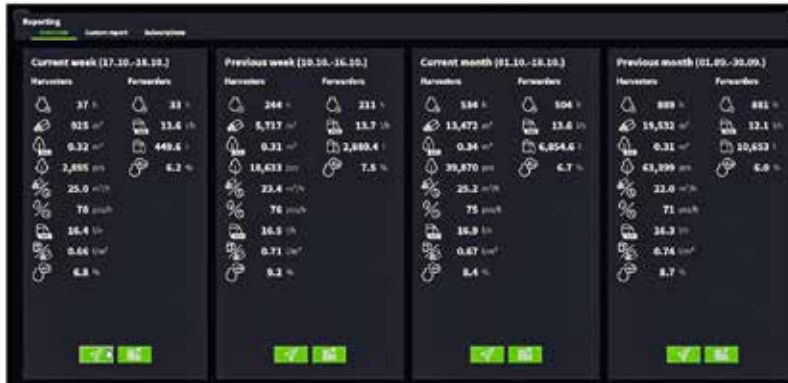 Reporting
Overview Custom report Subscriptions
Current week (17.10.-18.10.)
Harvesters Forwarders
37 h 33 h
925 m³ 13.6 l/h
0.32 m³ 449.6 l
2,895 pcs 6.2 %
25.0 m³/h
78 pcs/h
16.4 l/h
0.66 l/m³
6.8 %
Previous week (10.10.-16.10.)
Harvesters Forwarders
244 h 211 h
5,717 m³ 13.7 l/h
0.31 m³ 2,880.4 l
18,633 pcs 7.5 %
23.4 m³/h
76 pcs/h
16.5 l/h
0.71 l/m³
9.2 %
Current month (01.10.-18.10.)
Harvesters Forwarders
534 h 504 h
13,472 m³ 13.6 l/h
0.34 m³ 6,854.6 l
39,870 pcs 6.7 %
25.2 m³/h
75 pcs/h
16.9 l/h
0.67 l/m³
8.4 %
Previous month (01.09.-30.09.)
Harvesters Forwarders
889 h 881 h
19,532 m³ 12.1 l/h
0.31 m³ 10,653 l
63,399 pcs 6.0 %
22.0 m³/h
71 pcs/h
16.3 l/h
0.74 l/m³
8.7 %